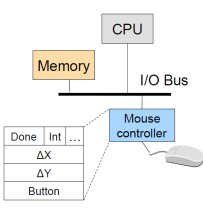 CPU
Memory
I/O Bus
Mouse
controller
Done Int ...
ΔX
ΔY
Button